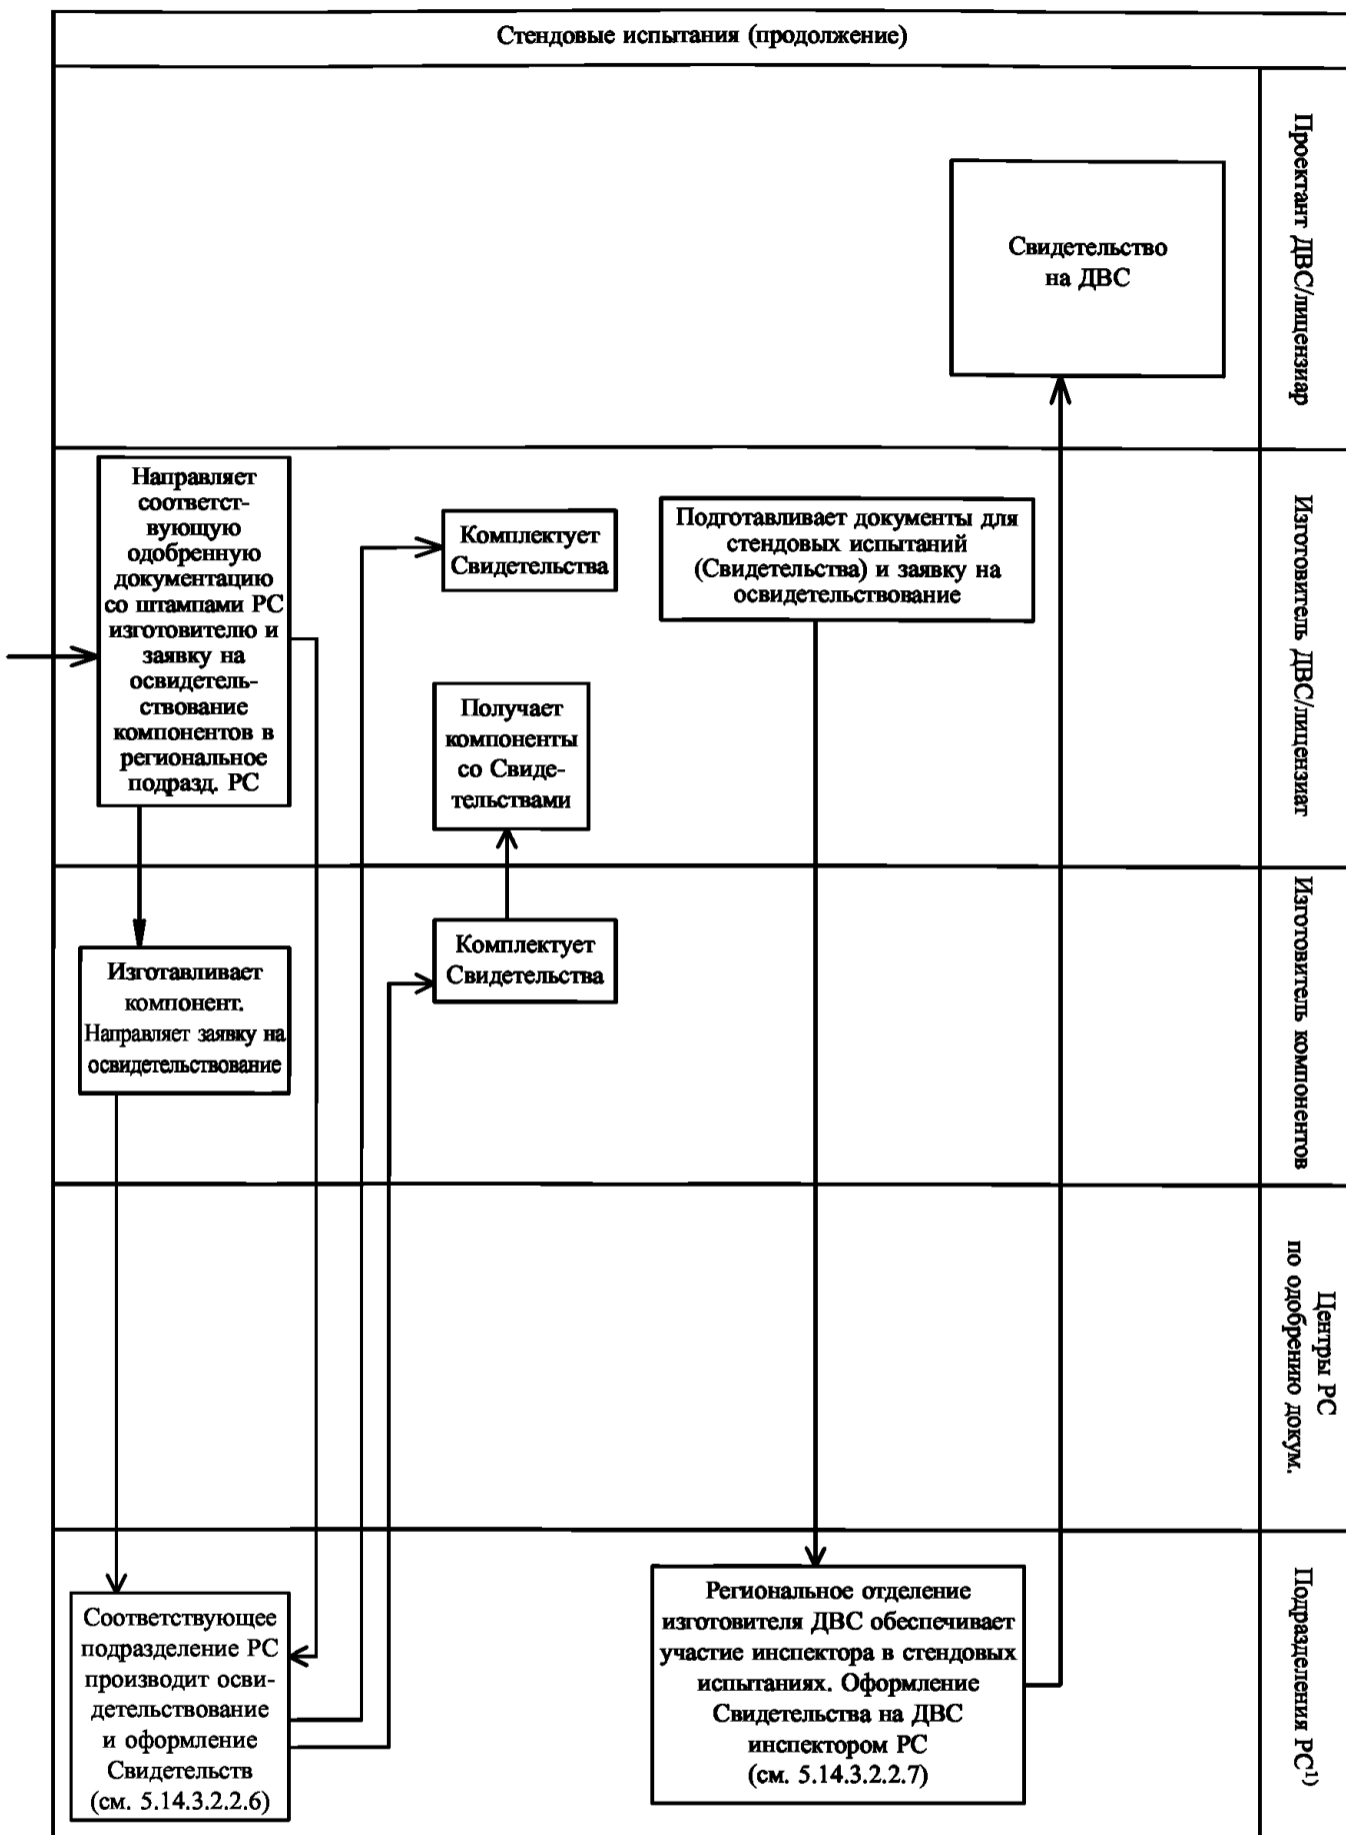 Стендовые испытания (продолжение)
Проектант ДВС/лицензиар
Свидетельство
на ДВС
Изготовитель ДВС/лицензиат
Направляет
соответст-
вующую
одобренную
документацию
со штампами РС
изготовителю и
заявку на
освидетель-
ствование
компонентов в
региональное
подразд. РС
Комплектует
Свидетельства
Подготавливает документы для
стендовых испытаний
(Свидетельства) и заявку на
освидетельствование
Получает
компоненты
со Свиде-
тельствами
Изготовитель компонентов
Комплектует
Свидетельства
Изготавливает
компонент.
Направляет заявку на
освидетельствование
Центры РС
по одобрению докум.
Подразделения РС¹⁾
Соответствующее
подразделение РС
производит осви-
детельствование
и оформление
Свидетельств
(см. 5.14.3.2.2.6)
Региональное отделение
изготовителя ДВС обеспечивает
участие инспектора в стендовых
испытаниях. Оформление
Свидетельства на ДВС
инспектором РС
(см. 5.14.3.2.2.7)